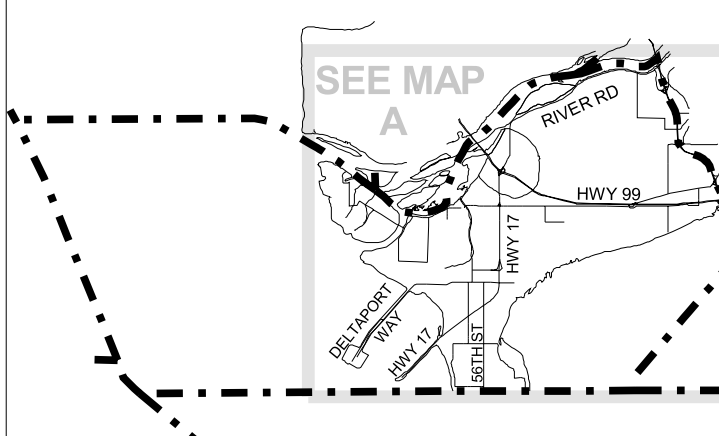 SEE MAP
A
RIVER RD
HWY 99
HWY 17
DELTAPORT
WAY
HWY 17
56TH ST